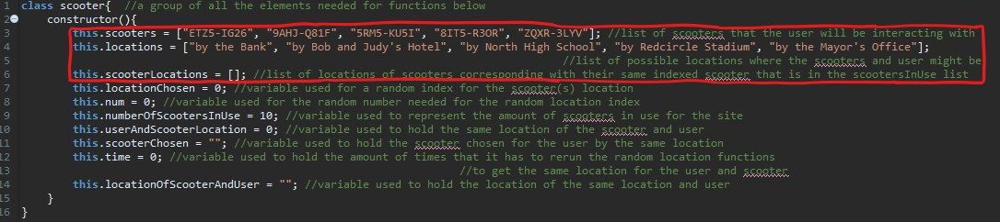 1 class scooter{ //a group of all the elements needed for functions below
2 constructor(){
3 this.scooters = ["ETZ5-IG26", "9AHJ-Q81F", "5RM5-KU5I", "8IT5-R3OR", "ZQXR-3LYV"]; //list of scooters that the user will be interacting with
4 this.locations = ["by the Bank", "by Bob and Judy's Hotel", "by North High School", "by Redcircle Stadium", "by the Mayor's Office"];
5 //list of possible locations where the scooters and user might be
6 this.scooterLocations = []; //list of locations of scooters corresponding with their same indexed scooter that is in the scootersInUse list
7 this.locationChosen = 0; //variable used for a random index for the scooter(s) location
8 this.num = 0; //variable used for the random number needed for the random location index
9 this.numberOfScootersInUse = 10; //variable used to represent the amount of scooters in use for the site
10 this.userAndScooterLocation = 0; //variable used to hold the same location of the scooter and user
11 this.scooterChosen = ""; //variable used to hold the scooter chosen for the user by the same location
12 this.time = 0; //variable used to hold the amount of times that it has to rerun the random location functions
13 //to get the same location for the user and scooter
14 this.locationOfScooterAndUser = ""; //variable used to hold the location of the same location and user
15 }
16 }